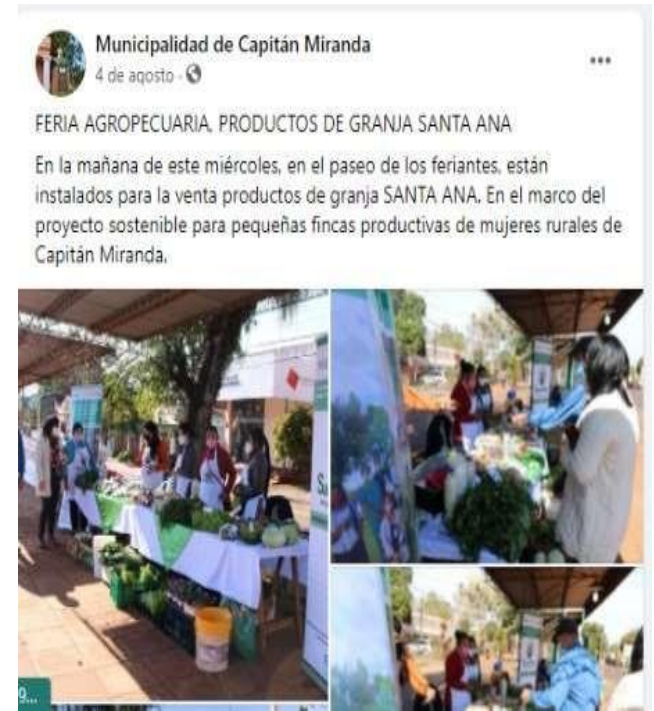 Municipalidad de Capitán Miranda
4 de agosto ·
FERIA AGROPECUARIA, PRODUCTOS DE GRANJA SANTA ANA
En la mañana de este miércoles, en el paseo de los feriantes, están
instalados para la venta productos de granja SANTA ANA. En el marco del
proyecto sostenible para pequeñas fincas productivas de mujeres rurales de
Capitán Miranda.